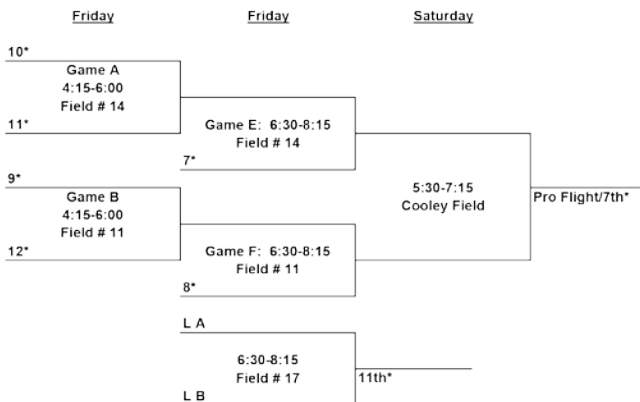 Friday
Friday
Saturday
10*
Game A
4:15-6:00
Field # 14
11*
Game E: 6:30-8:15
Field # 14
7*
9*
Game B
4:15-6:00
Field # 11
12*
Game F: 6:30-8:15
Field # 11
8*
5:30-7:15
Cooley Field
Pro Flight/7th*
L A
6:30-8:15
Field # 17
L B
11th*